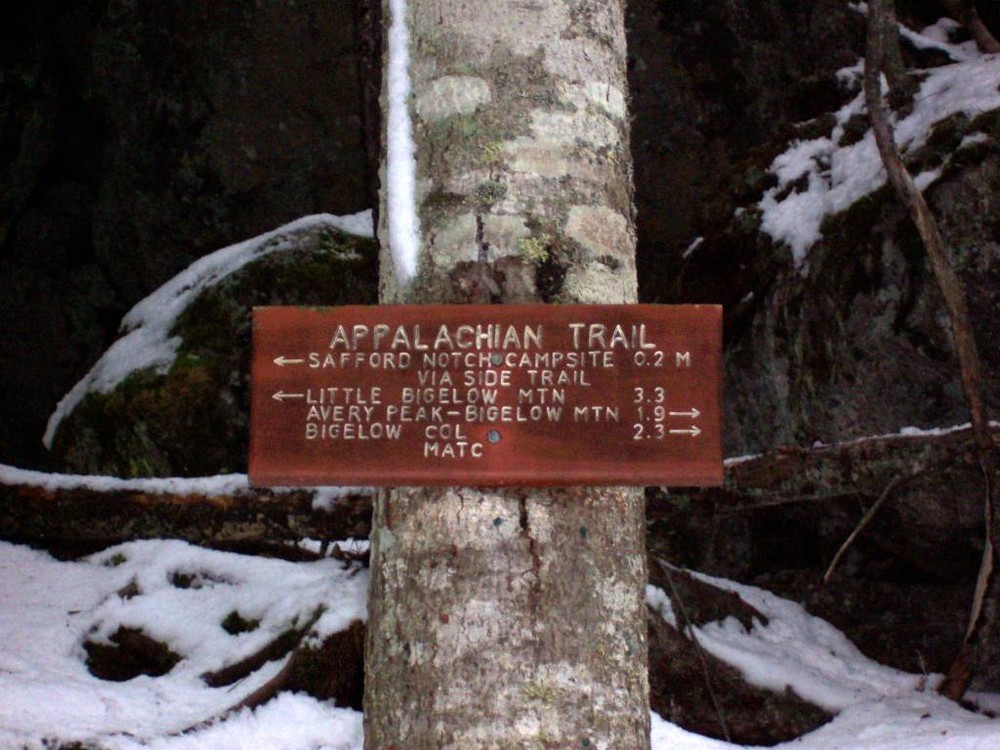 APPALACHIAN TRAIL
←SAFFORD NOTCH CAMPSITE 0.2 M
VIA SIDE TRAIL
←LITTLE BIGELOW MTN 3.3
AVERY PEAK-BIGELOW MTN 1.9→
BIGELOW COL 2.3→
MATC